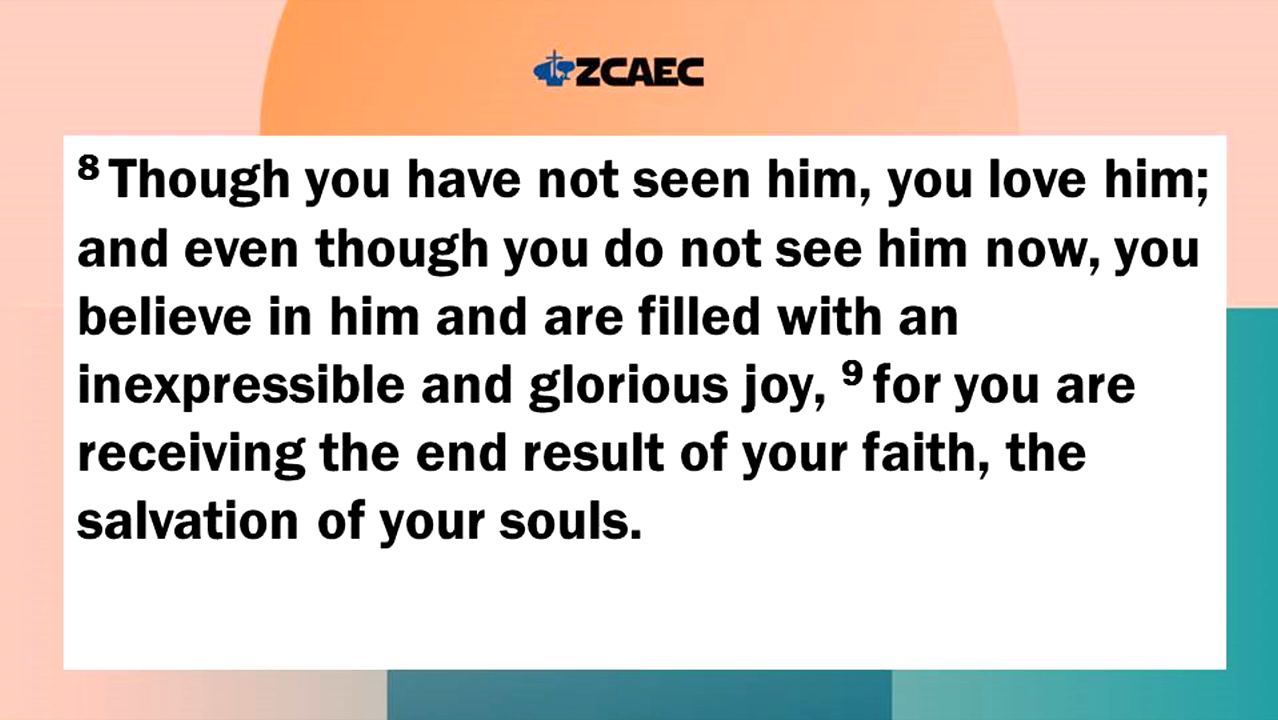 ZCAEC
⁸ Though you have not seen him, you love him;
and even though you do not see him now, you
believe in him and are filled with an
inexpressible and glorious joy, ⁹ for you are
receiving the end result of your faith, the
salvation of your souls.